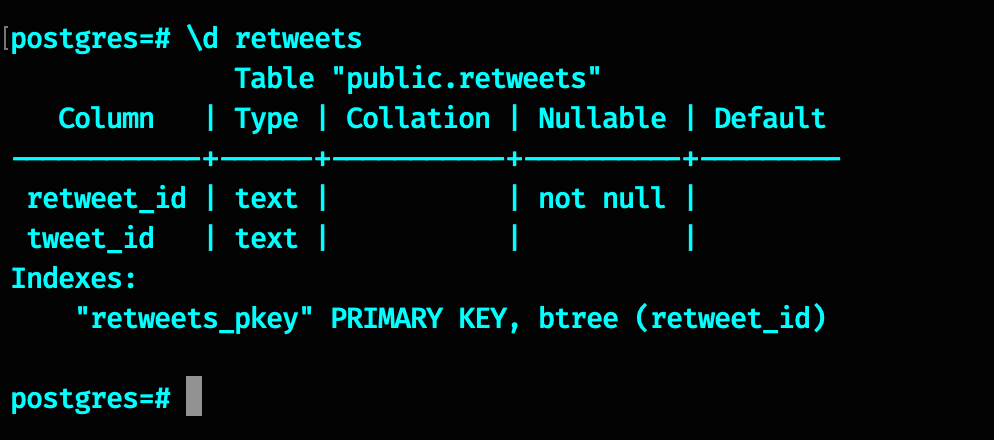 postgres=# \d retweets
Table "public.retweets"
Column | Type | Collation | Nullable | Default
------------+------+-----------+----------+---------
retweet_id | text | | not null |
tweet_id | text | | |
Indexes:
"retweets_pkey" PRIMARY KEY, btree (retweet_id)
postgres=#